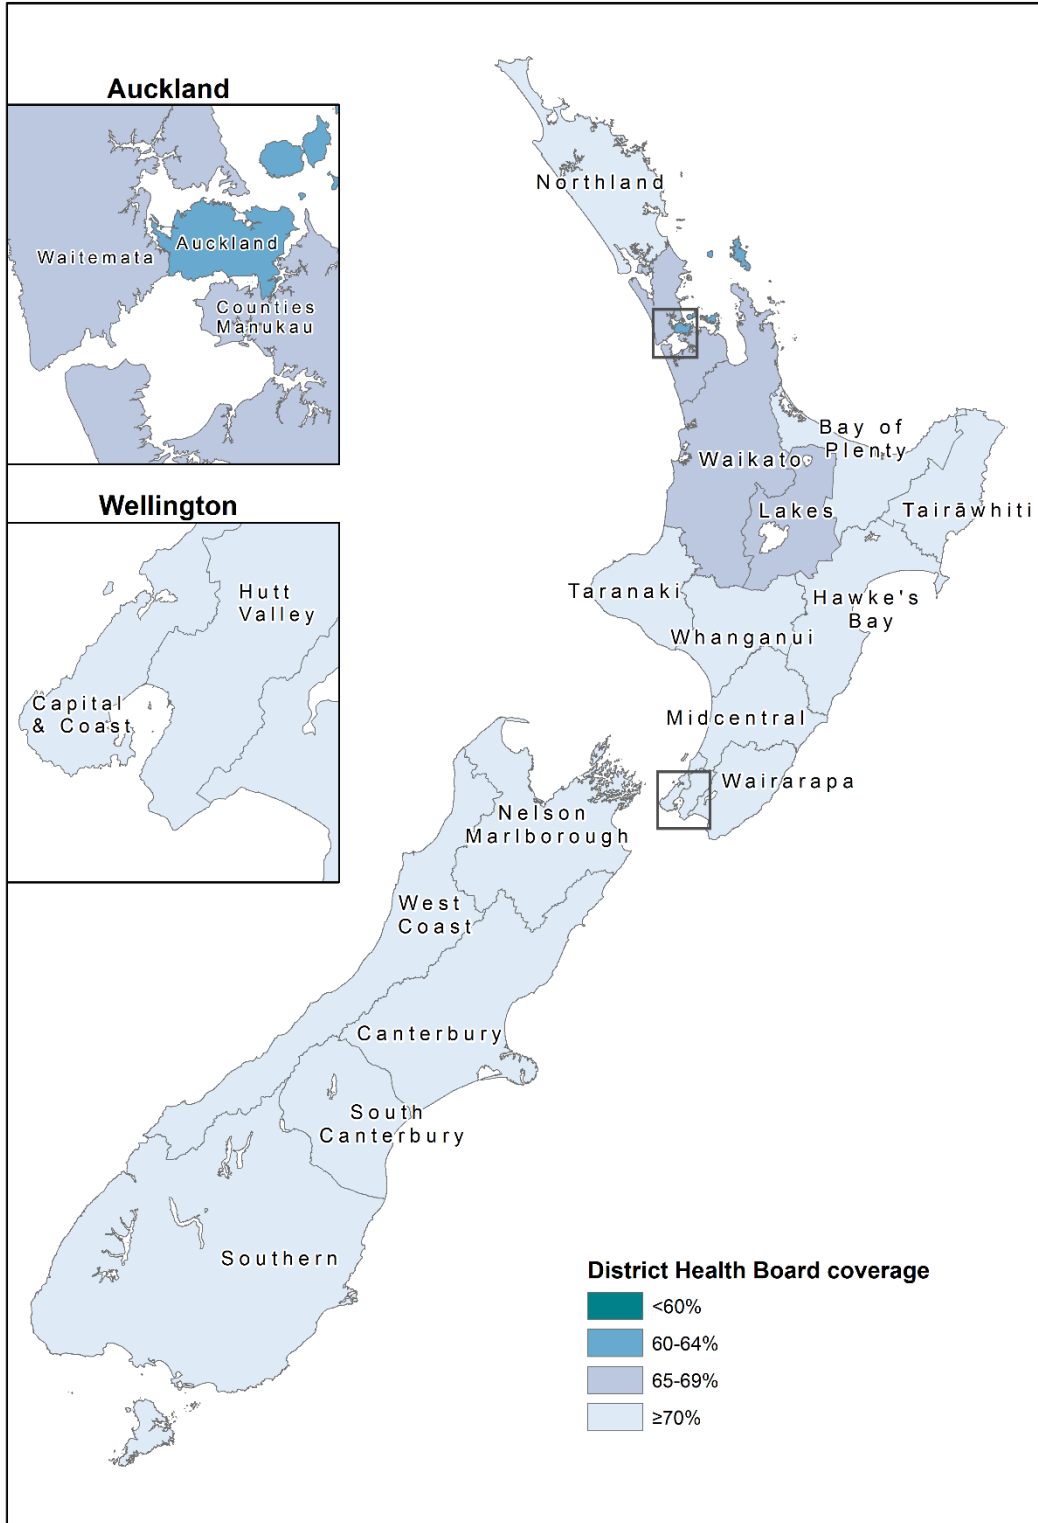 Auckland
Waitemata
Auckland
Counties
Manukau
Wellington
Hutt
Valley
Capital
& Coast
Northland
Bay of
Plenty
Waikato
Lakes
Tairāwhiti
Taranaki
Hawke's
Bay
Whanganui
Midcentral
Wairarapa
Nelson
Marlborough
West
Coast
Canterbury
South
Canterbury
Southern
District Health Board coverage
<60%
60-64%
65-69%
≥70%